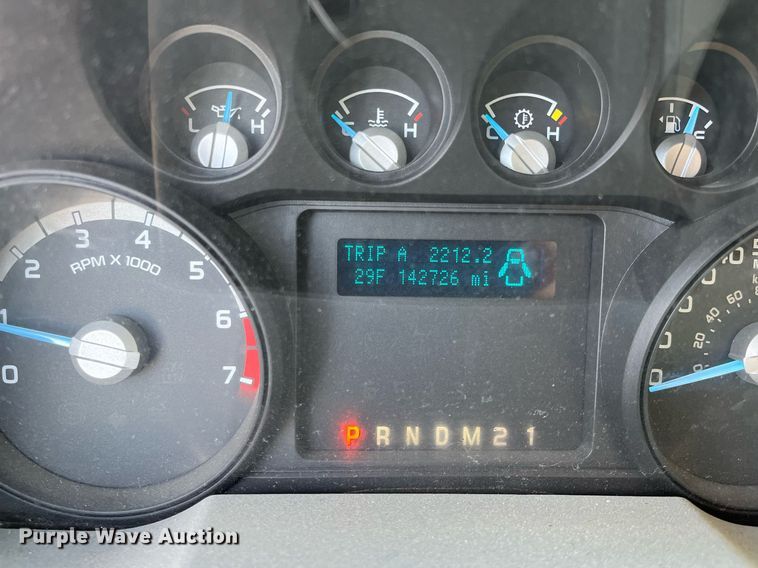 L H
C H
C H
F
TRIP A 2212.2
29F 142726 mi
0 1 2 3 4 5 6 7
RPM X 1000
0 20 40 60
P R N D M 2 1
Purple Wave Auction